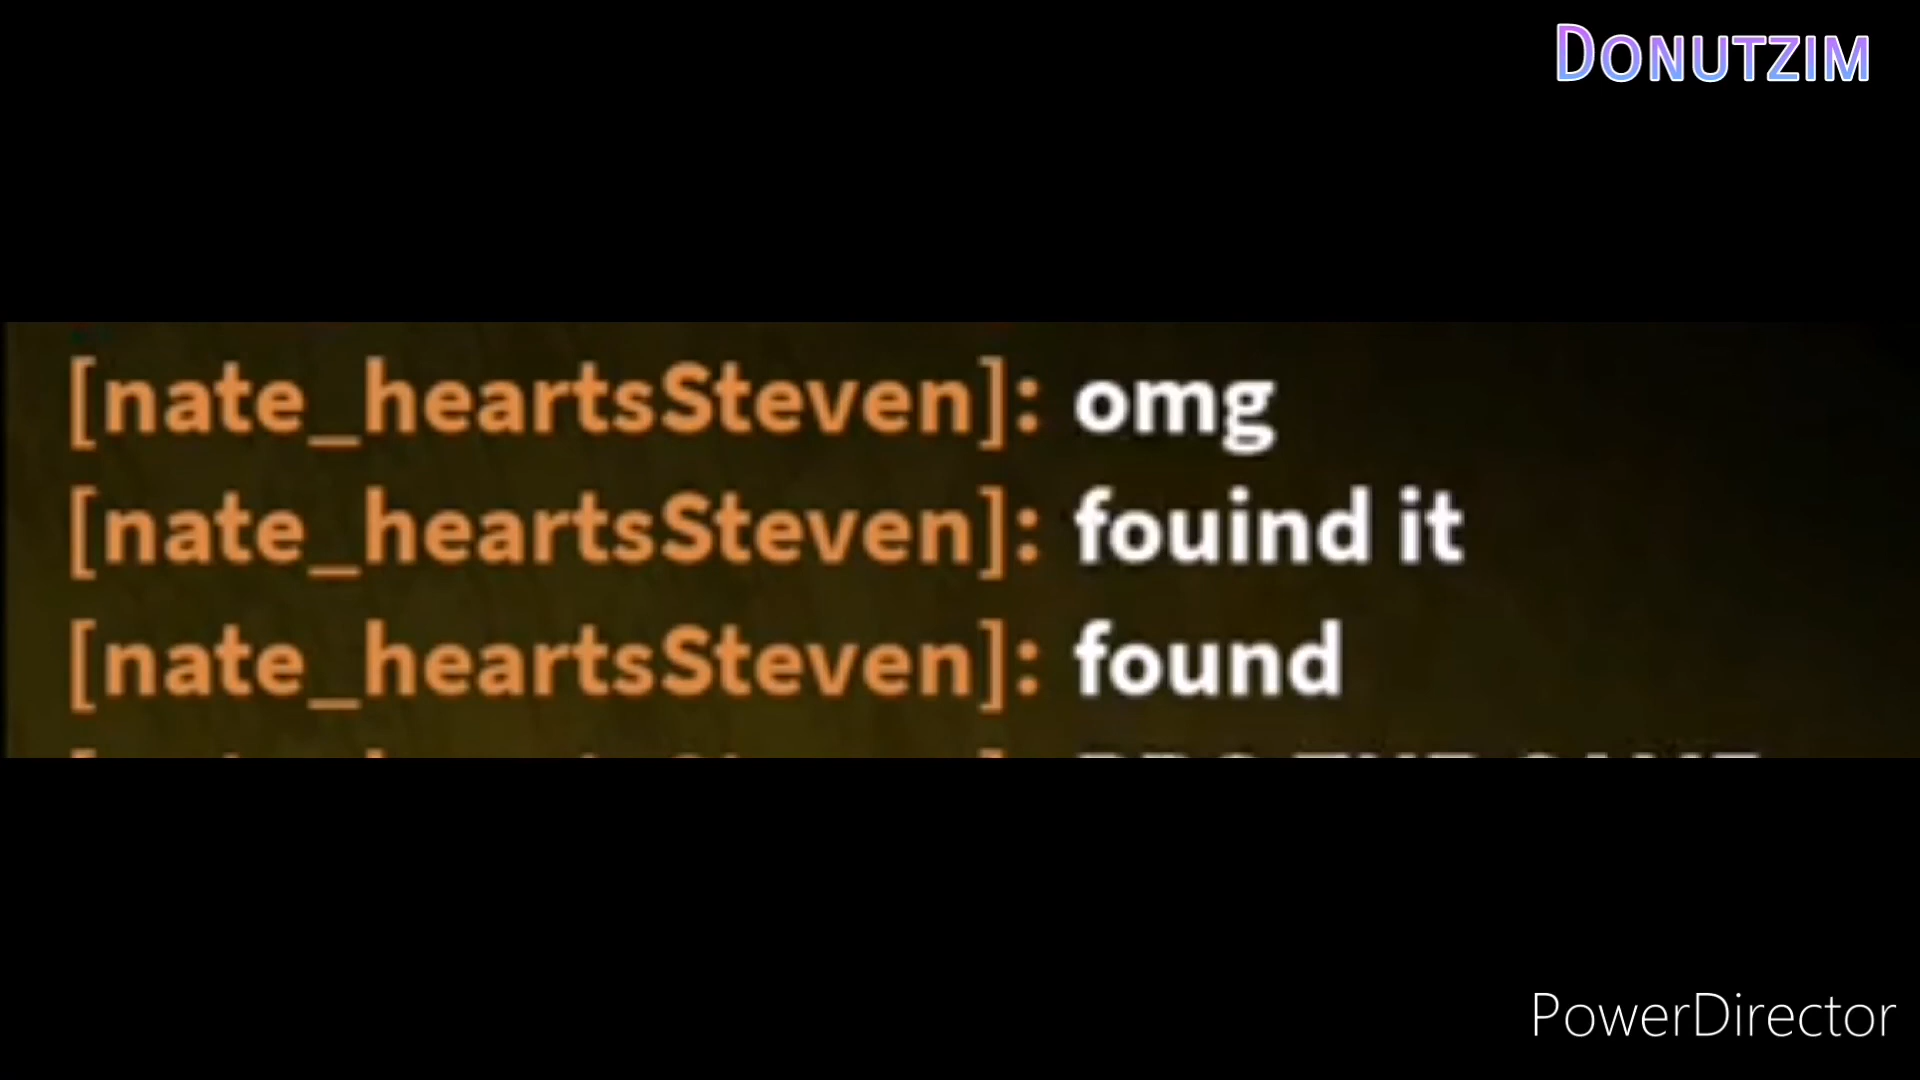 DONUTZIM
[nate_heartsSteven]: omg
[nate_heartsSteven]: fouind it
[nate_heartsSteven]: found
PowerDirector